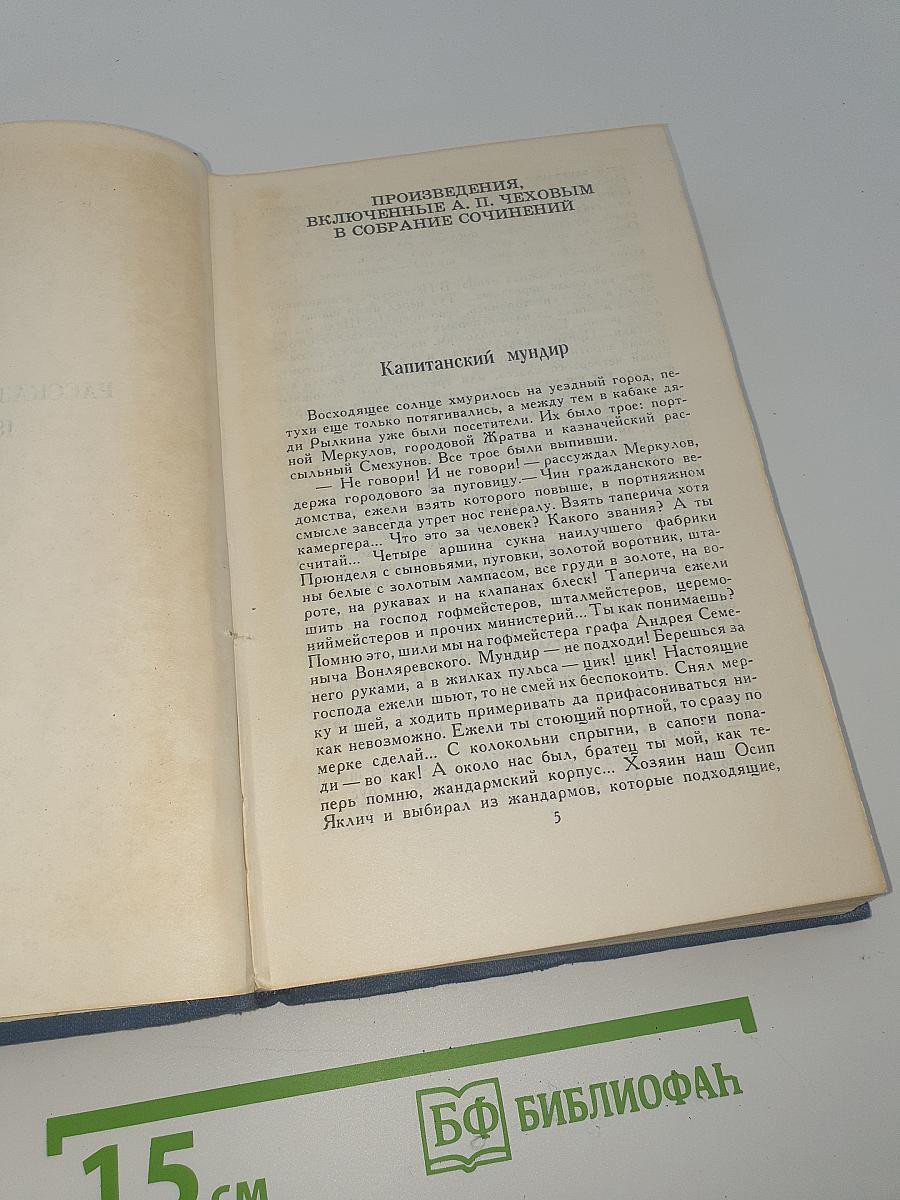 ПРОИЗВЕДЕНИЯ,
ВКЛЮЧЕННЫЕ А. П. ЧЕХОВЫМ
В СОБРАНИЕ СОЧИНЕНИЙ
Капитанский мундир
Восходящее солнце хмурилось на уездный город, пе-
тухи еще только потягивались, а между тем в кабаке дя-
ди Рылкина уже были посетители. Их было трое: порт-
ной Меркулов, городовой Жратва и казначейский рас-
сыльный Смехунов. Все трое были выпивши.
— Не говори! И не говори! — рассуждал Меркулов,
держа городового за пуговицу.— Чин гражданского ве-
домства, ежели взять которого повыше, в портняжном
смысле завсегда утрет нос генералу. Взять таперича хотя
камергера... Что это за человек? Какого звания? А ты
считай... Четыре аршина сукна наилучшего фабрики
Прюнделя с сыновьями, пуговки, золотой воротник, шта-
ны белые с золотым лампасом, все груди в золоте, на во-
роте, на рукавах и на клапанах блеск! Таперича ежели
шить на господ гофмейстеров, шталмейстеров, церемо-
ниймейстеров и прочих министерий... Ты как понимаешь?
Помню это, шили мы на гофмейстера графа Андрея Семе-
ныча Вонляревского. Мундир — не подходи! Берешься за
него руками, а в жилках пульса — цик! цик! Настоящие
господа ежели шьют, то не смей их беспокоить. Снял мер-
ку и шей, а ходить примеривать да прифасониваться ни-
как невозможно. Ежели ты стоющий портной, то сразу по
мерке сделай... С колокольни спрыгни, в сапоги попа-
ди — во как! А около нас был, братец ты мой, как те-
перь помню, жандармский корпус... Хозяин наш Осип
Яклич и выбирал из жандармов, которые подходящие,
5
15 см
БФ БИБЛИОФАН